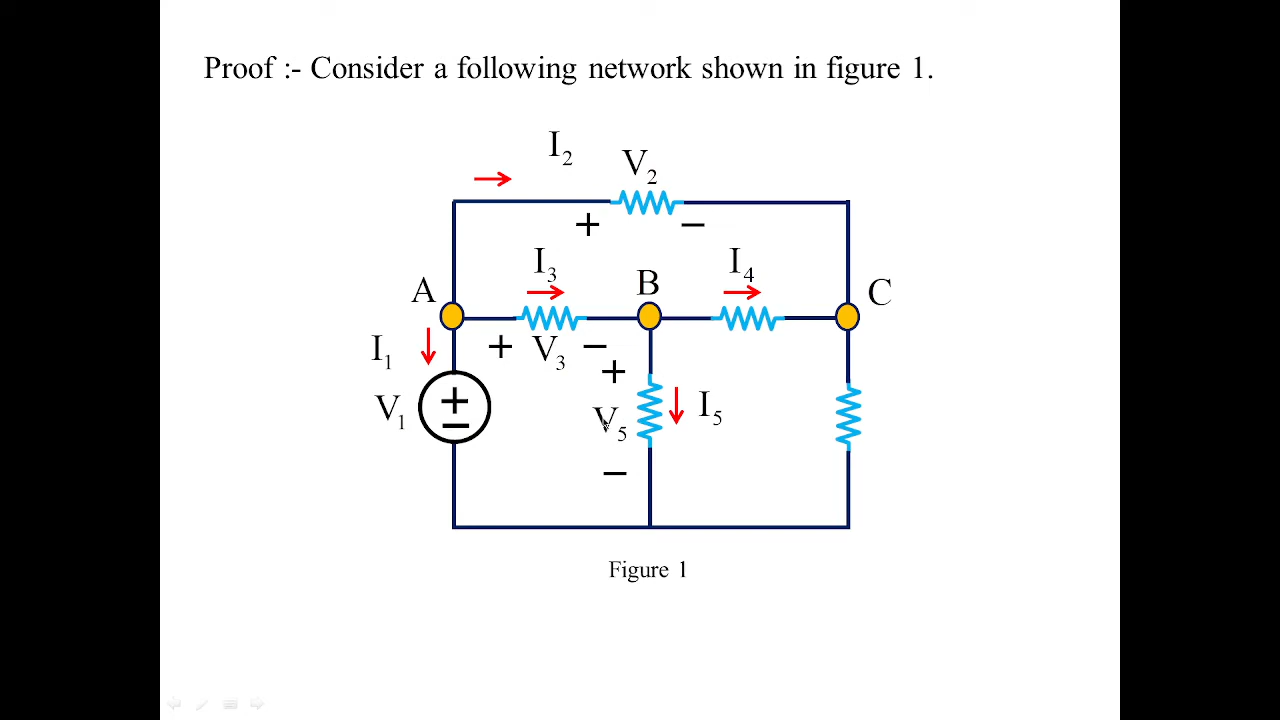 Proof :- Consider a following network shown in figure 1.
I₂
V₂
+ −
I₃
B
I₄
A
C
I₁
+ V₃ −
+
V₁
+
−
V₅
I₅
−
Figure 1